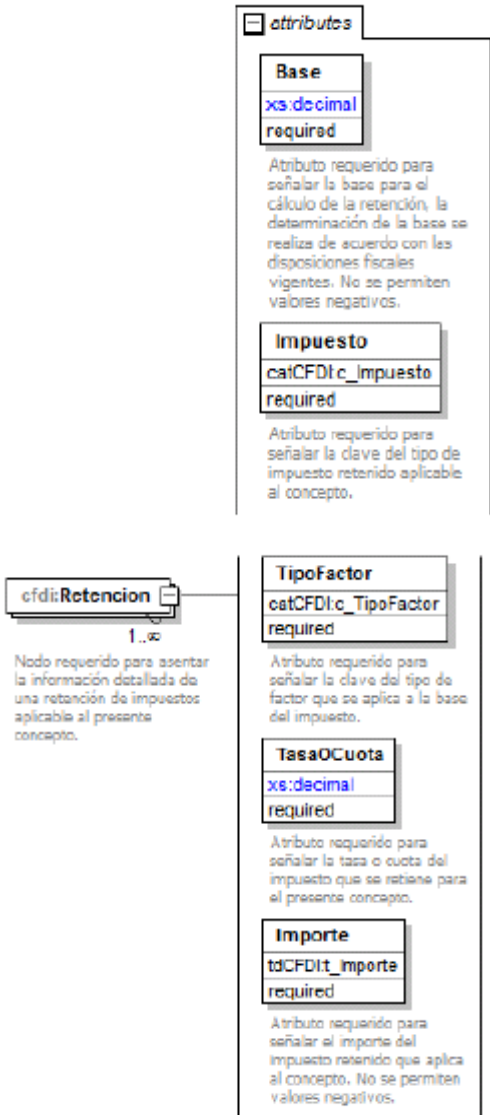 attributes
Base
xs:decimal
required
Atributo requerido para
señalar la base para el
cálculo de la retención, la
determinación de la base se
realiza de acuerdo con las
disposiciones fiscales
vigentes. No se permiten
valores negativos.
Impuesto
catCFDI:c_Impuesto
required
Atributo requerido para
señalar la clave del tipo de
impuesto retenido aplicable
al concepto.
cfdi:Retencion
1..∞
Nodo requerido para asentar
la información detallada de
una retención de impuestos
aplicable al presente
concepto.
TipoFactor
catCFDI:c_TipoFactor
required
Atributo requerido para
señalar la clave del tipo de
factor que se aplica a la base
del impuesto.
TasaOCuota
xs:decimal
required
Atributo requerido para
señalar la tasa o cuota del
impuesto que se retiene para
el presente concepto.
Importe
tdCFDI:t_Importe
required
Atributo requerido para
señalar el importe del
impuesto retenido que aplica
al concepto. No se permiten
valores negativos.